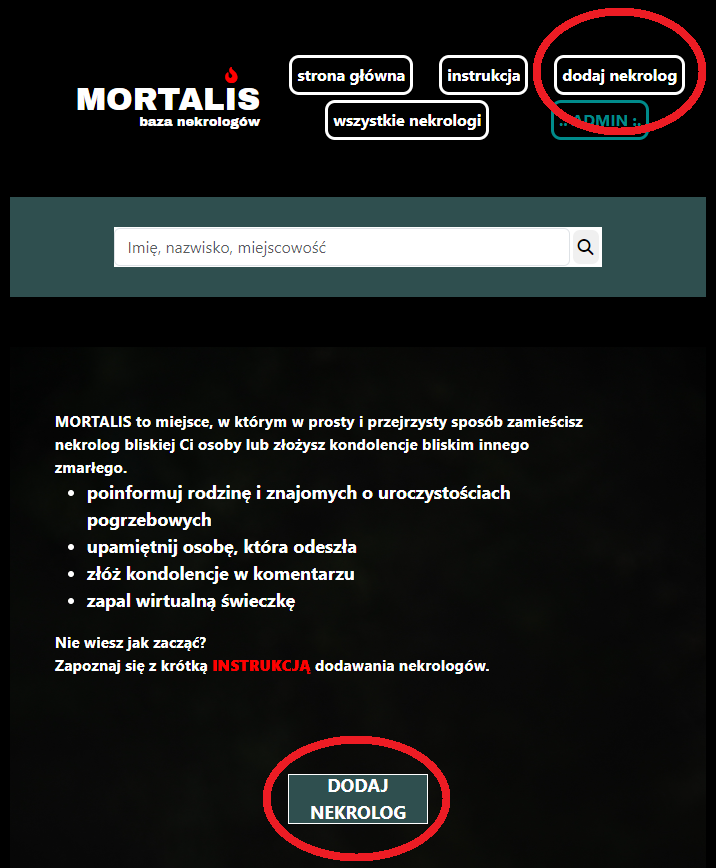 MORTALIS
baza nekrologów
strona główna
instrukcja
dodaj nekrolog
wszystkie nekrologi
.: ADMIN :.
Imię, nazwisko, miejscowość
MORTALIS to miejsce, w którym w prosty i przejrzysty sposób zamieścisz
nekrolog bliskiej Ci osoby lub złożysz kondolencje bliskim innego
zmarłego.
• poinformuj rodzinę i znajomych o uroczystościach
pogrzebowych
• upamiętnij osobę, która odeszła
• złóż kondolencje w komentarzu
• zapal wirtualną świeczkę
Nie wiesz jak zacząć?
Zapoznaj się z krótką INSTRUKCJĄ dodawania nekrologów.
DODAJ
NEKROLOG